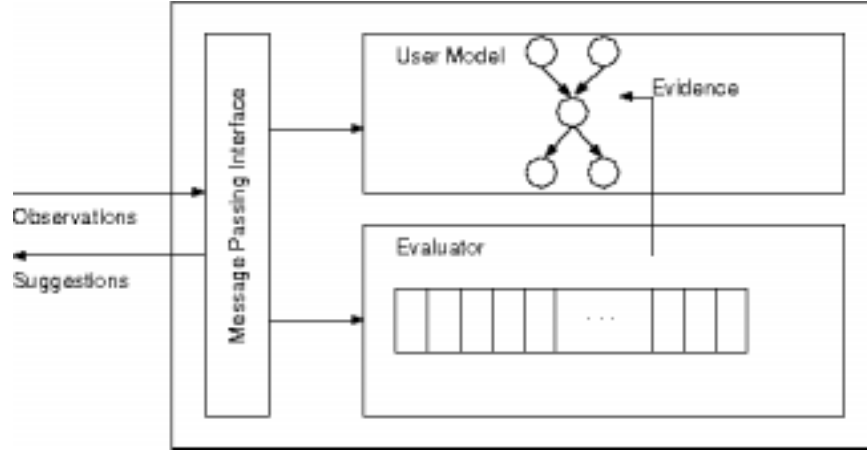 User Model
Evidence
Message Passing Interface
Observations
Suggestions
Evaluator
. . .